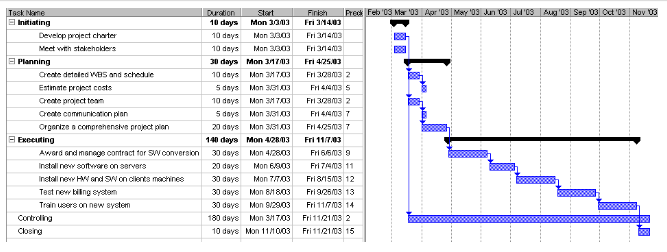 Task Name Duration Start Finish Prede Feb '03 Mar '03 Apr '03 May '03 Jun '03 Jul '03 Aug '03 Sep '03 Oct '03 Nov '03
Initiating 10 days Mon 3/3/03 Fri 3/14/03
Develop project charter 10 days Mon 3/3/03 Fri 3/14/03
Meet with stakeholders 10 days Mon 3/3/03 Fri 3/14/03
Planning 30 days Mon 3/17/03 Fri 4/25/03
Create detailed WBS and schedule 10 days Mon 3/17/03 Fri 3/28/03 2
Estimate project costs 5 days Mon 3/31/03 Fri 4/4/03 5
Create project team 10 days Mon 3/17/03 Fri 3/28/03 2
Create communication plan 5 days Mon 3/31/03 Fri 4/4/03 7
Organize a comprehensive project plan 20 days Mon 3/31/03 Fri 4/25/03 7
Executing 140 days Mon 4/28/03 Fri 11/7/03
Award and manage contract for SW conversion 30 days Mon 4/28/03 Fri 6/6/03 9
Install new software on servers 20 days Mon 6/9/03 Fri 7/4/03 11
Install new HW and SW on clients machines 30 days Mon 7/7/03 Fri 8/15/03 12
Test new billing system 30 days Mon 8/18/03 Fri 9/26/03 13
Train users on new system 30 days Mon 9/29/03 Fri 11/7/03 14
Controlling 180 days Mon 3/17/03 Fri 11/21/03 2
Closing 10 days Mon 11/10/03 Fri 11/21/03 15